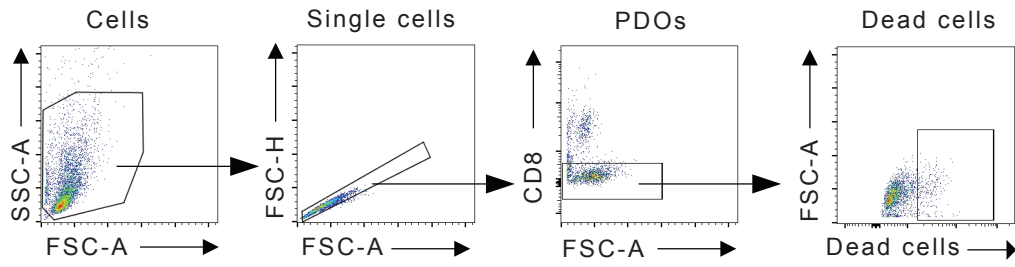 Cells
Single cells
PDOs
Dead cells
SSC-A
FSC-A
FSC-H
FSC-A
CD8
FSC-A
FSC-A
Dead cells